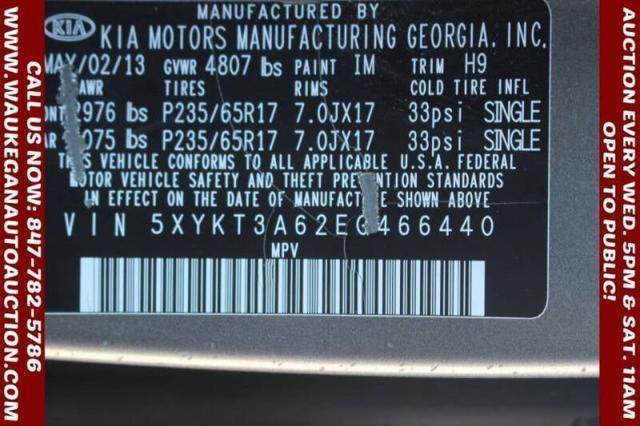 WWW.WAUKEGANAUTOAUCTION.COM
CALL US NOW: 847-782-5786
MANUFACTURED BY
KIA KIA MOTORS MANUFACTURING GEORGIA, INC.
MAY/02/13 GVWR 4807 lbs PAINT IM TRIM H9
TIRES RIMS COLD TIRE INFL
2976 lbs P235/65R17 7.0JX17 33psi SINGLE
lbs P235/65R17 7.0JX17 33psi SINGLE
THIS VEHICLE CONFORMS TO ALL APPLICABLE U.S.A. FEDERAL
MOTOR VEHICLE SAFETY AND THEFT PREVENTION STANDARDS
IN EFFECT ON THE DATE OF MANUFACTURE SHOWN ABOVE
VIN 5XYKT3A62EG466440
MPV
AUCTIONS EVERY WED. 5PM & SAT. 11AM
OPEN TO PUBLIC!